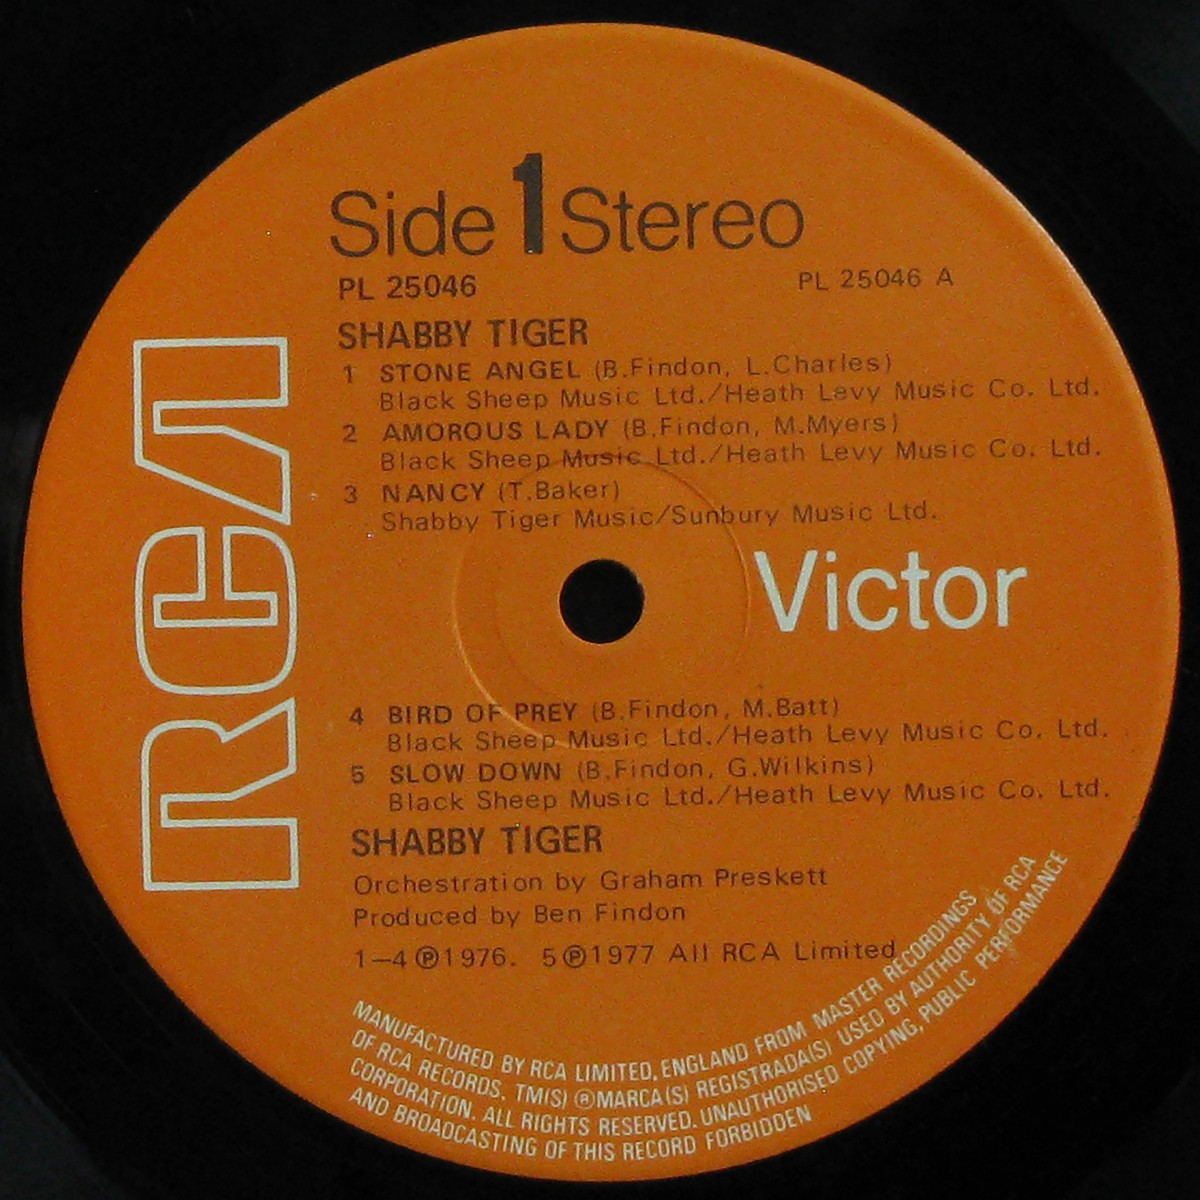 Side 1 Stereo
PL 25046 PL 25046 A
SHABBY TIGER
1 STONE ANGEL (B.Findon, L.Charles)
Black Sheep Music Ltd./Heath Levy Music Co. Ltd.
2 AMOROUS LADY (B.Findon, M.Myers)
Black Sheep Music Ltd./Heath Levy Music Co. Ltd.
3 NANCY (T.Baker)
Shabby Tiger Music/Sunbury Music Ltd.
RCA
Victor
4 BIRD OF PREY (B.Findon, M.Batt)
Black Sheep Music Ltd./Heath Levy Music Co. Ltd.
5 SLOW DOWN (B.Findon, G.Wilkins)
Black Sheep Music Ltd./Heath Levy Music Co. Ltd.
SHABBY TIGER
Orchestration by Graham Preskett
Produced by Ben Findon
1–4 ℗1976. 5℗1977 All RCA Limited
MANUFACTURED BY RCA LIMITED, ENGLAND FROM MASTER RECORDINGS
OF RCA RECORDS. TM(S) ®MARCA(S) REGISTRADA(S) USED BY AUTHORITY OF RCA
CORPORATION. ALL RIGHTS RESERVED. UNAUTHORISED COPYING, PUBLIC PERFORMANCE
AND BROADCASTING OF THIS RECORD FORBIDDEN